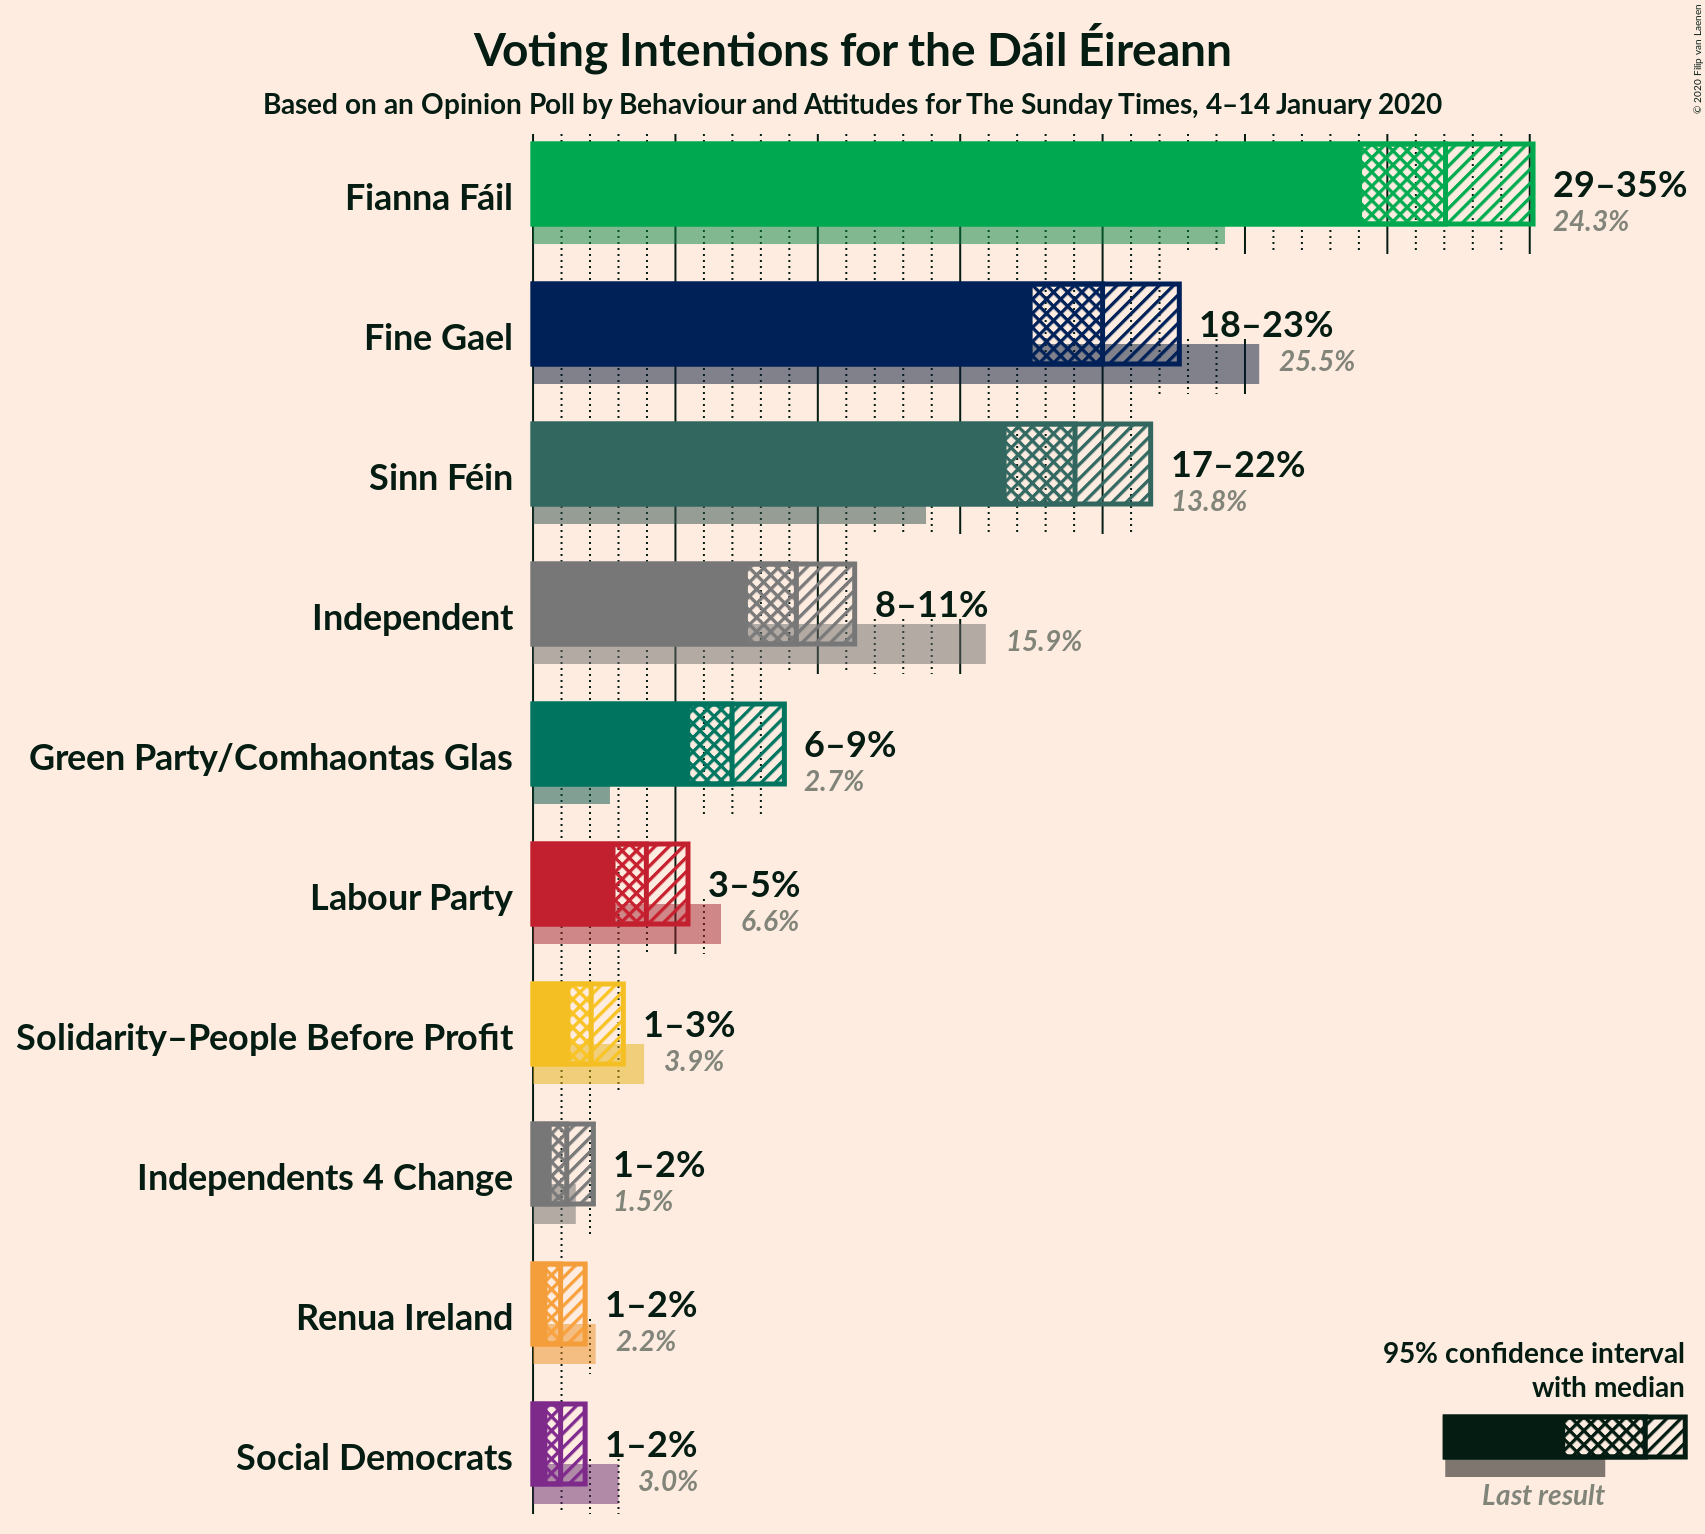 Voting Intentions for the Dáil Éireann
Based on an Opinion Poll by Behaviour and Attitudes for The Sunday Times, 4–14 January 2020
© 2020 Filip van Laenen
Fianna Fáil
29–35%
24.3%
Fine Gael
18–23%
25.5%
Sinn Féin
17–22%
13.8%
Independent
8–11%
15.9%
Green Party/Comhaontas Glas
6–9%
2.7%
Labour Party
3–5%
6.6%
Solidarity–People Before Profit
1–3%
3.9%
Independents 4 Change
1–2%
1.5%
Renua Ireland
1–2%
2.2%
Social Democrats
1–2%
3.0%
95% confidence interval
with median
Last result